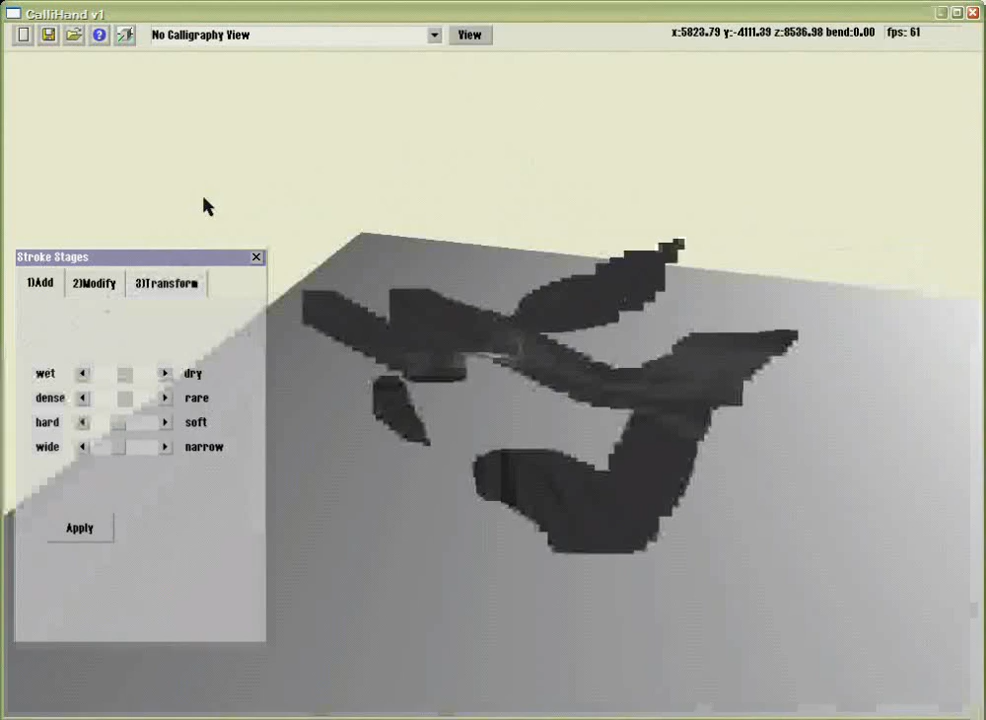 CalliHand v1
No Calligraphy View
View
x:5823.79 y:-4111.39 z:8536.98 bend:0.00
fps: 61
Stroke Stages
1)Add
2)Modify
3)Transform
wet dry
dense rare
hard soft
wide narrow
Apply